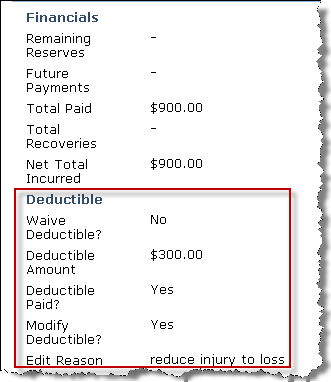 Financials
Remaining Reserves -
Future Payments -
Total Paid $900.00
Total Recoveries -
Net Total Incurred $900.00
Deductible
Waive Deductible? No
Deductible Amount $300.00
Deductible Paid? Yes
Modify Deductible? Yes
Edit Reason reduce injury to loss